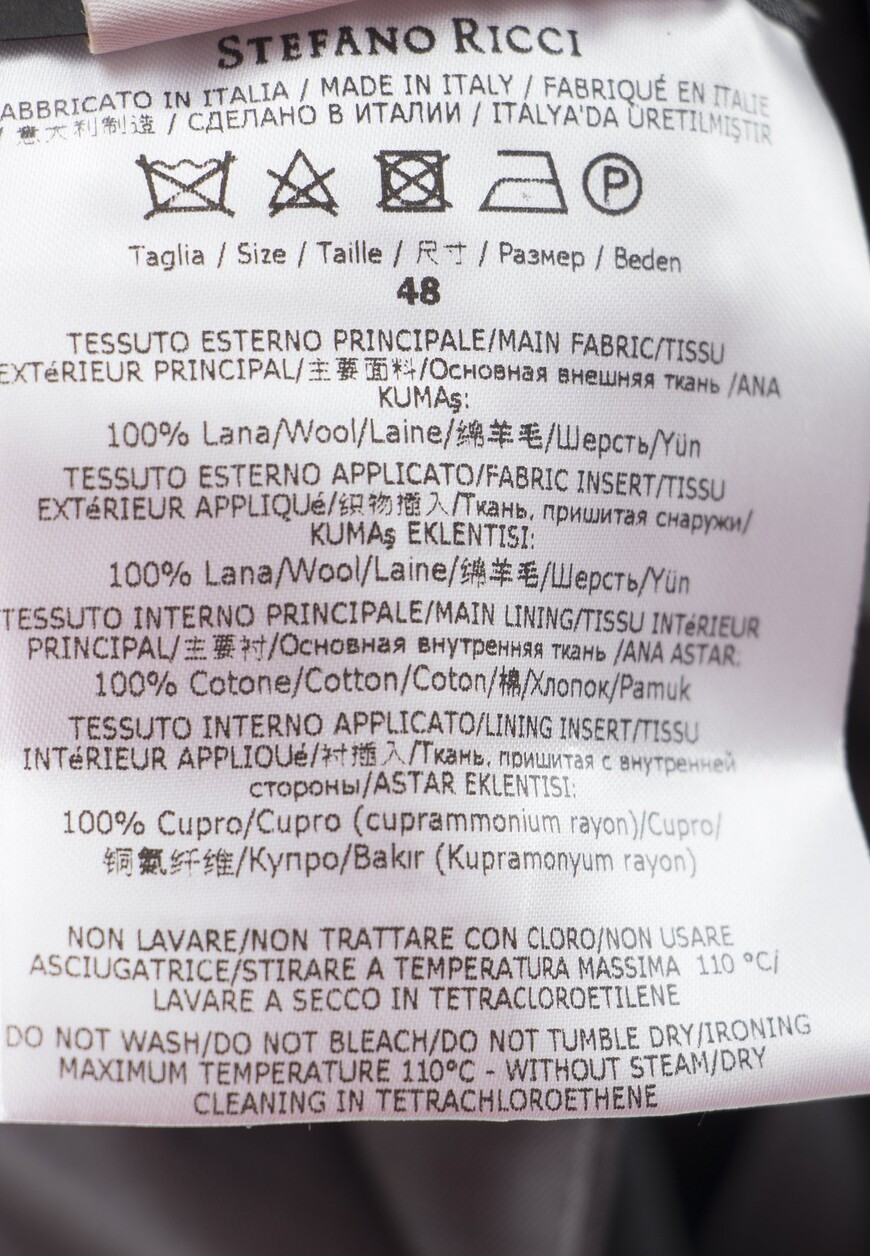 STEFANO RICCI
ABBRICATO IN ITALIA / MADE IN ITALY / FABRIQUÉ EN ITALIE
/ 意大利制造 / СДЕЛАНО В ИТАЛИИ / ITALYA'DA ÜRETILMIŞTIR
P
Taglia / Size / Taille / 尺寸 / Размер / Beden
48
TESSUTO ESTERNO PRINCIPALE/MAIN FABRIC/TISSU
EXTéRIEUR PRINCIPAL/主要面料/Основная внешняя ткань /ANA
KUMAş:
100% Lana/Wool/Laine/绵羊毛/Шерсть/Yün
TESSUTO ESTERNO APPLICATO/FABRIC INSERT/TISSU
EXTéRIEUR APPLIQUé/织物插入/Ткань, пришитая снаружи/
KUMAş EKLENTISI:
100% Lana/Wool/Laine/绵羊毛/Шерсть/Yün
TESSUTO INTERNO PRINCIPALE/MAIN LINING/TISSU INTéRIEUR
PRINCIPAL/主要衬/Основная внутренняя ткань /ANA ASTAR:
100% Cotone/Cotton/Coton/棉/Хлопок/Pamuk
TESSUTO INTERNO APPLICATO/LINING INSERT/TISSU
INTéRIEUR APPLIQUé/衬插入/Ткань, пришитая с внутренней
стороны/ASTAR EKLENTISI:
100% Cupro/Cupro (cuprammonium rayon)/Cupro/
铜氨纤维/Купро/Bakır (Kupramonyum rayon)
NON LAVARE/NON TRATTARE CON CLORO/NON USARE
ASCIUGATRICE/STIRARE A TEMPERATURA MASSIMA 110 °C/
LAVARE A SECCO IN TETRACLOROETILENE
DO NOT WASH/DO NOT BLEACH/DO NOT TUMBLE DRY/IRONING
MAXIMUM TEMPERATURE 110°C - WITHOUT STEAM/DRY
CLEANING IN TETRACHLOROETHENE